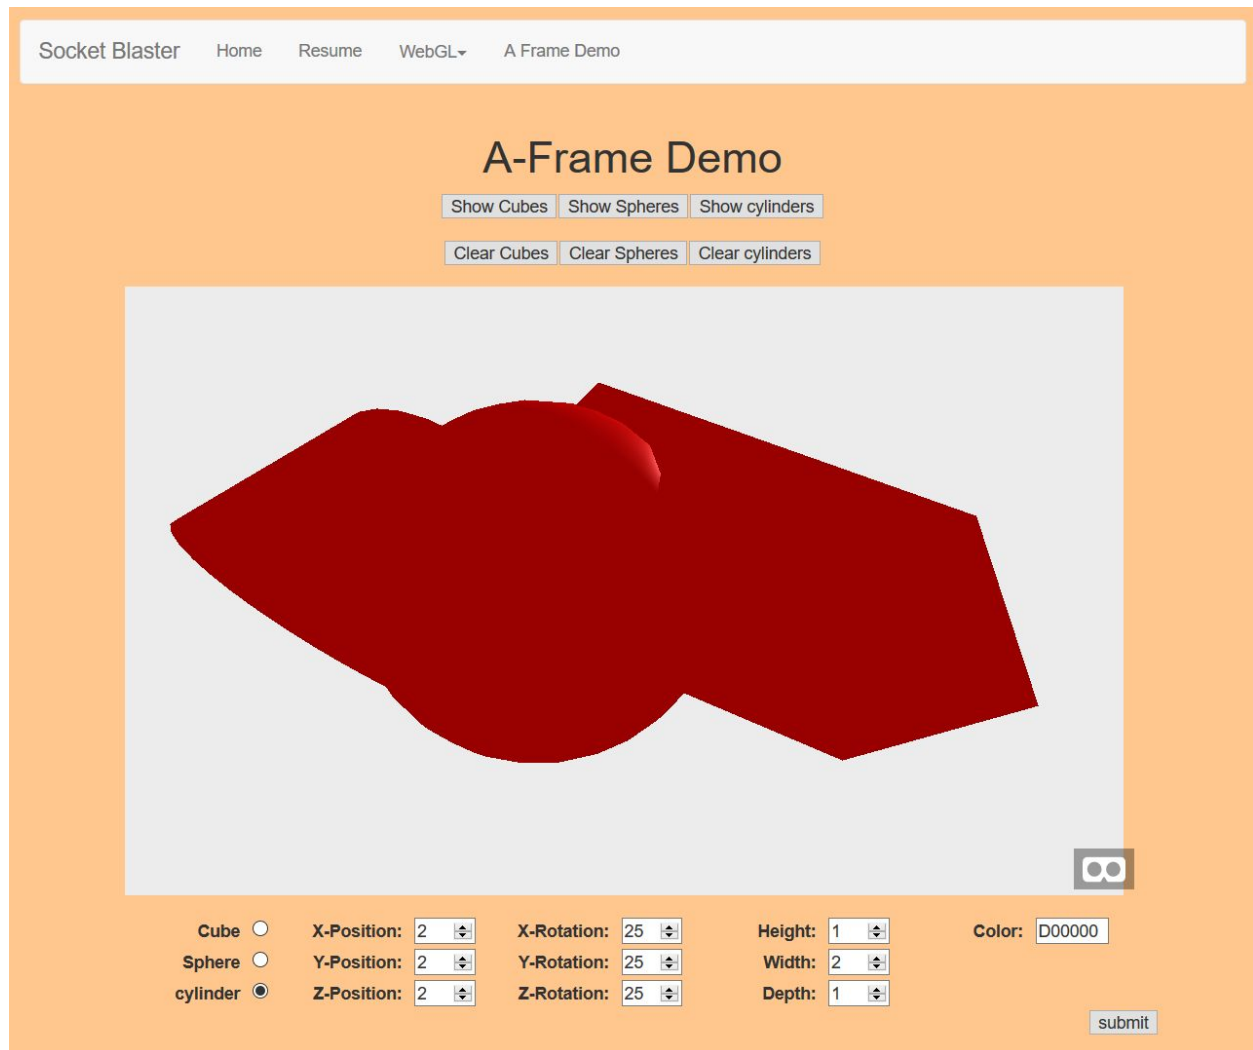 Socket Blaster Home Resume WebGL A Frame Demo
A-Frame Demo
Show Cubes Show Spheres Show cylinders
Clear Cubes Clear Spheres Clear cylinders
Cube X-Position: 2 X-Rotation: 25 Height: 1 Color: D00000
Sphere Y-Position: 2 Y-Rotation: 25 Width: 2
cylinder Z-Position: 2 Z-Rotation: 25 Depth: 1
submit